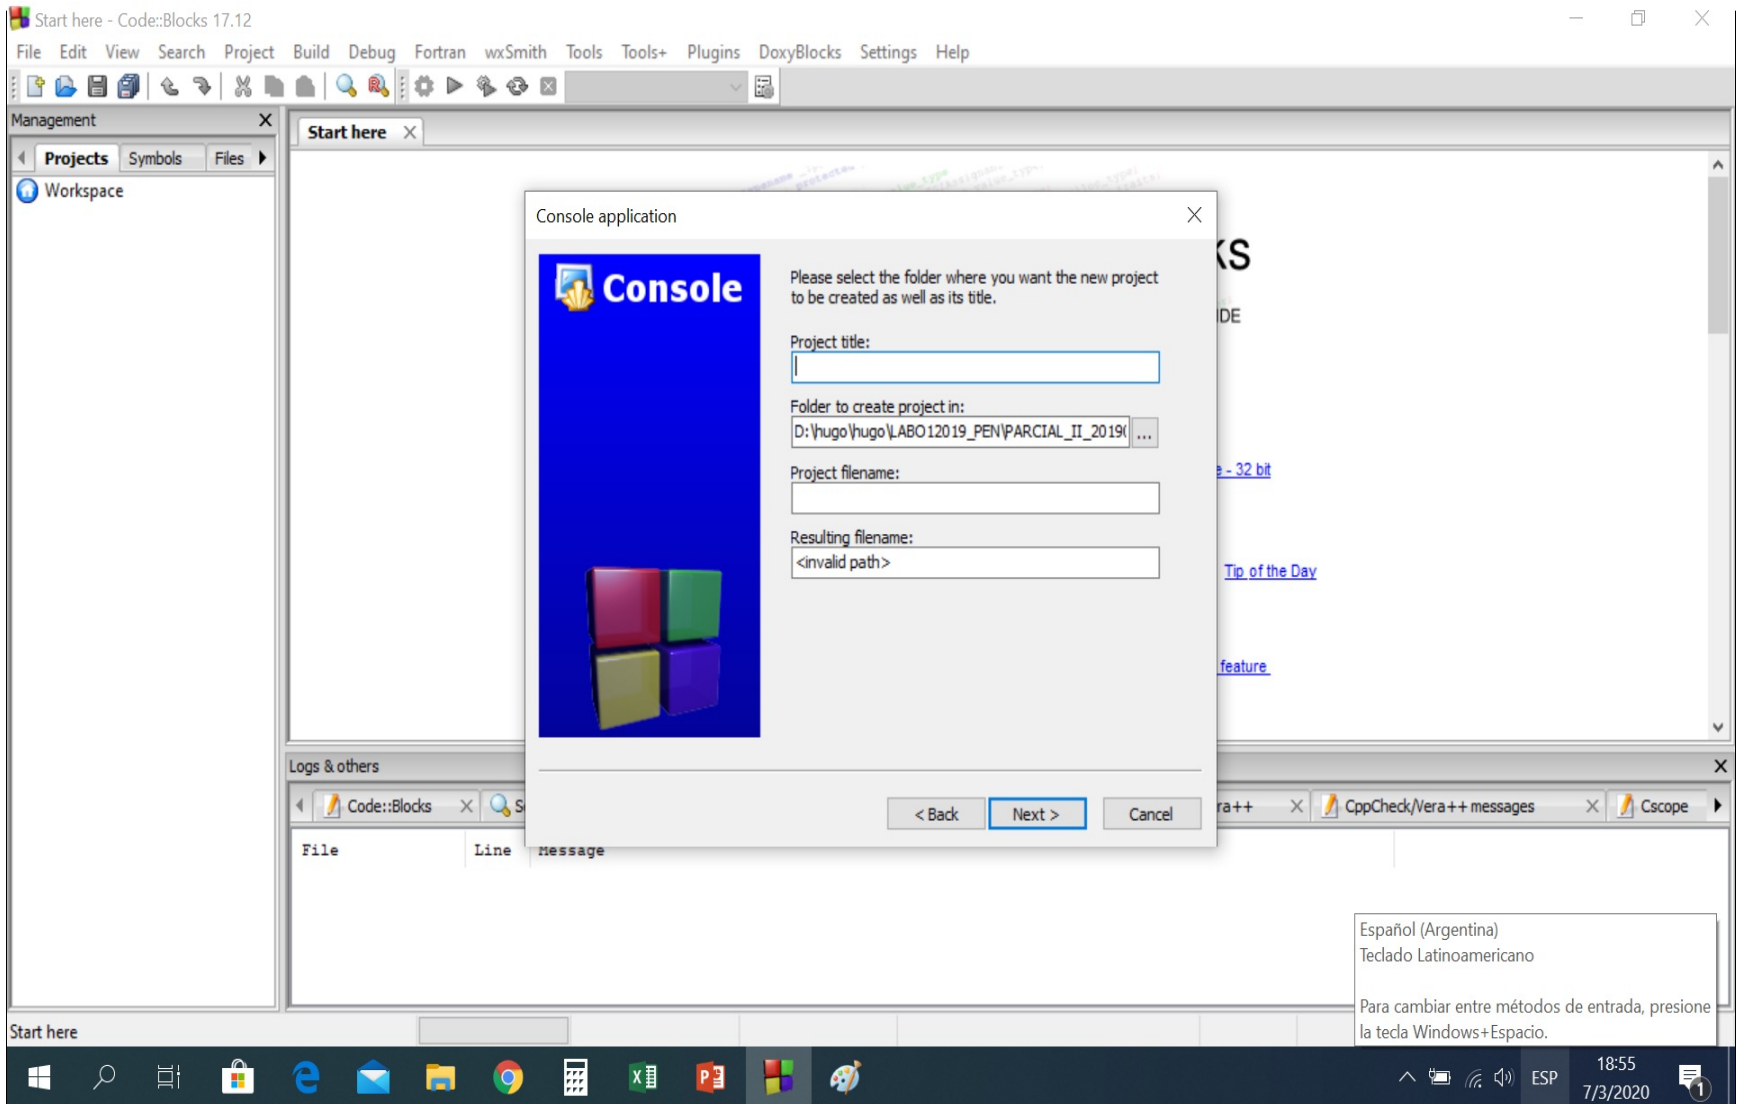 Start here - Code::Blocks 17.12
File Edit View Search Project Build Debug Fortran wxSmith Tools Tools+ Plugins DoxyBlocks Settings Help
Management
Projects Symbols Files
Workspace
Start here
Console application
Console
Please select the folder where you want the new project
to be created as well as its title.
Project title:
Folder to create project in:
D:\hugo\hugo\LABO12019_PEN\PARCIAL_II_2019(
...
Project filename:
Resulting filename:
<invalid path>
< Back Next > Cancel
KS
IDE
e - 32 bit
Tip of the Day
feature
Logs & others
Code::Blocks
ra++
CppCheck/Vera++ messages
Cscope
File Line Message
Español (Argentina)
Teclado Latinoamericano
Para cambiar entre métodos de entrada, presione
la tecla Windows+Espacio.
Start here
ESP
18:55
7/3/2020
1